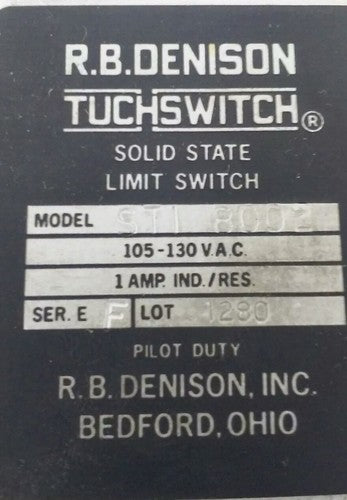 R.B.DENISON
TUCHSWITCH®
SOLID STATE
LIMIT SWITCH
MODEL STI 8002
105-130 V.A.C.
1 AMP. IND./RES.
SER. E F LOT 1280
PILOT DUTY
R.B. DENISON, INC.
BEDFORD, OHIO